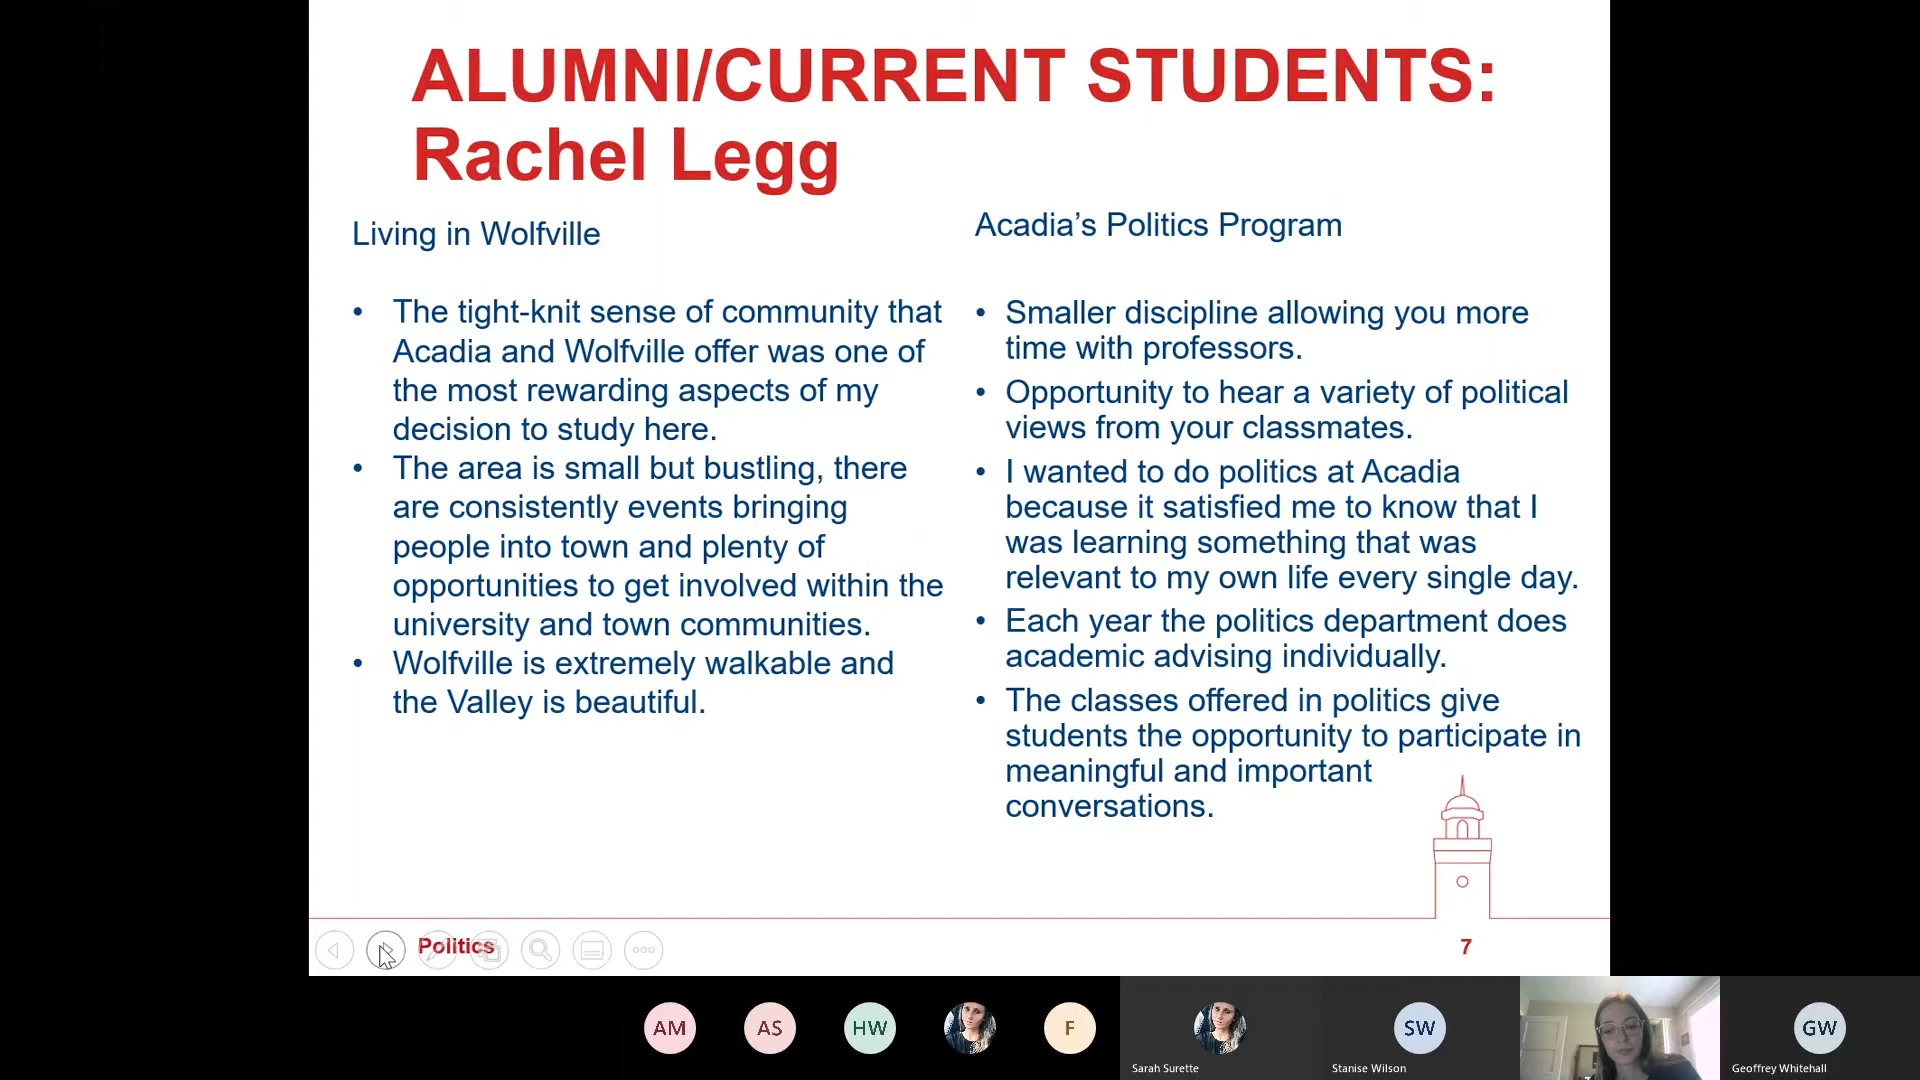 ALUMNI/CURRENT STUDENTS:
Rachel Legg
Living in Wolfville
• The tight-knit sense of community that
Acadia and Wolfville offer was one of
the most rewarding aspects of my
decision to study here.
• The area is small but bustling, there
are consistently events bringing
people into town and plenty of
opportunities to get involved within the
university and town communities.
• Wolfville is extremely walkable and
the Valley is beautiful.
Acadia’s Politics Program
• Smaller discipline allowing you more
time with professors.
• Opportunity to hear a variety of political
views from your classmates.
• I wanted to do politics at Acadia
because it satisfied me to know that I
was learning something that was
relevant to my own life every single day.
• Each year the politics department does
academic advising individually.
• The classes offered in politics give
students the opportunity to participate in
meaningful and important
conversations.
Politics
7
AM
AS
HW
F
SW
GW
Sarah Surette
Stanise Wilson
Geoffrey Whitehall